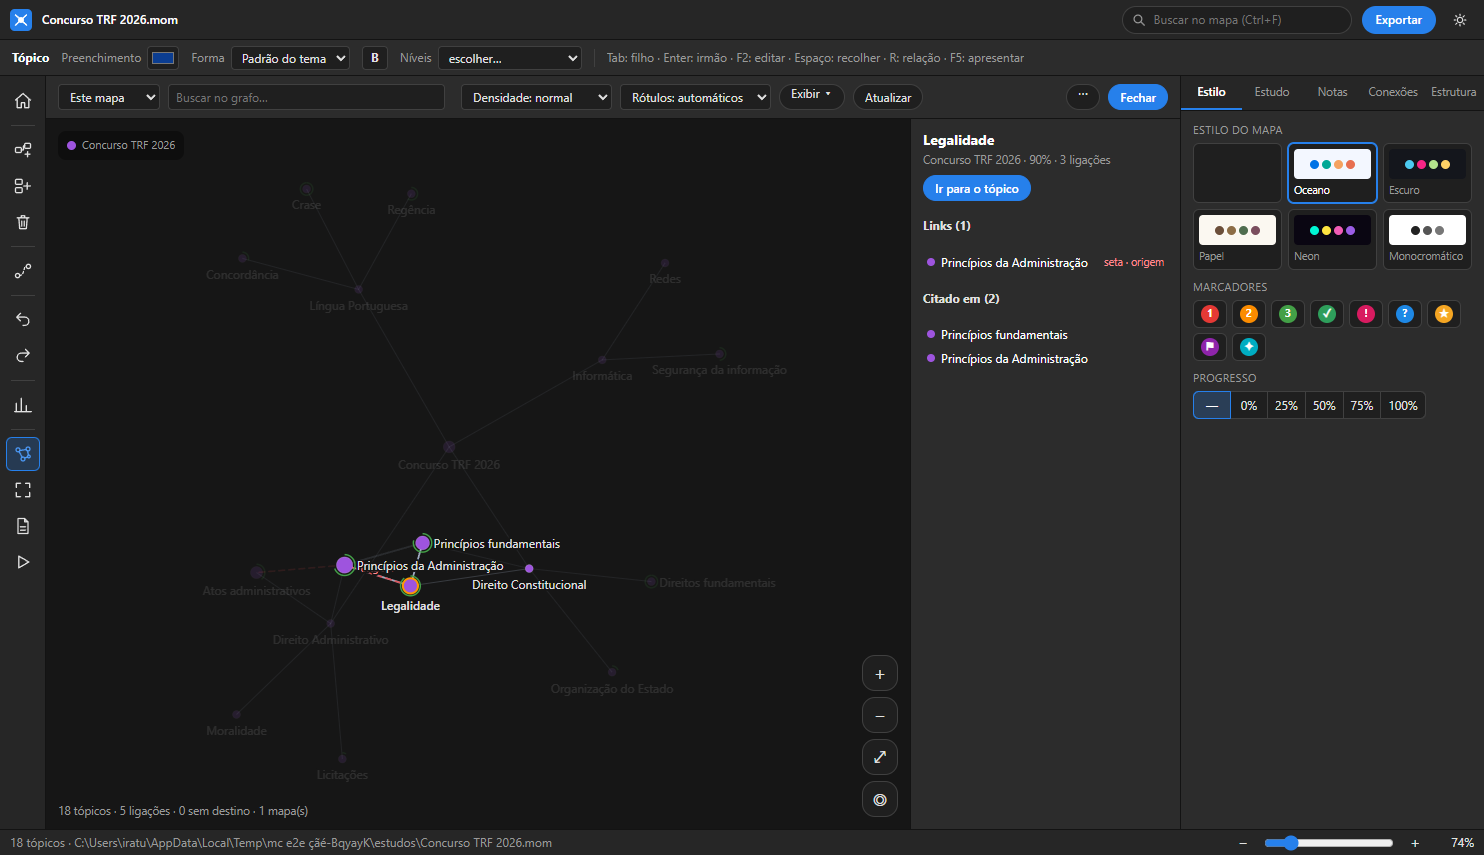 Concurso TRF 2026.mom
Buscar no mapa (Ctrl+F)
Exportar
Tópico
Preenchimento
Forma
Padrão do tema
B
Níveis
escolher...
Tab: filho · Enter: irmão · F2: editar · Espaço: recolher · R: relação · F5: apresentar
Este mapa
Buscar no grafo...
Densidade: normal
Rótulos: automáticos
Exibir
Atualizar
...
Fechar
Concurso TRF 2026
Crase
Regência
Concordância
Língua Portuguesa
Redes
Informática
Segurança da informação
Concurso TRF 2026
Princípios fundamentais
Princípios da Administração
Atos administrativos
Direito Constitucional
Direitos fundamentais
Legalidade
Direito Administrativo
Organização do Estado
Moralidade
Licitações
+
−
18 tópicos · 5 ligações · 0 sem destino · 1 mapa(s)
Legalidade
Concurso TRF 2026 · 90% · 3 ligações
Ir para o tópico
Links (1)
Princípios da Administração
seta · origem
Citado em (2)
Princípios fundamentais
Princípios da Administração
Estilo
Estudo
Notas
Conexões
Estrutura
ESTILO DO MAPA
Oceano
Escuro
Papel
Neon
Monocromático
MARCADORES
1
2
3
✓
!
?
★
PROGRESSO
—
0%
25%
50%
75%
100%
18 tópicos · C:\Users\iratu\AppData\Local\Temp\mc e2e çãé-BqyayK\estudos\Concurso TRF 2026.mom
−
+
74%